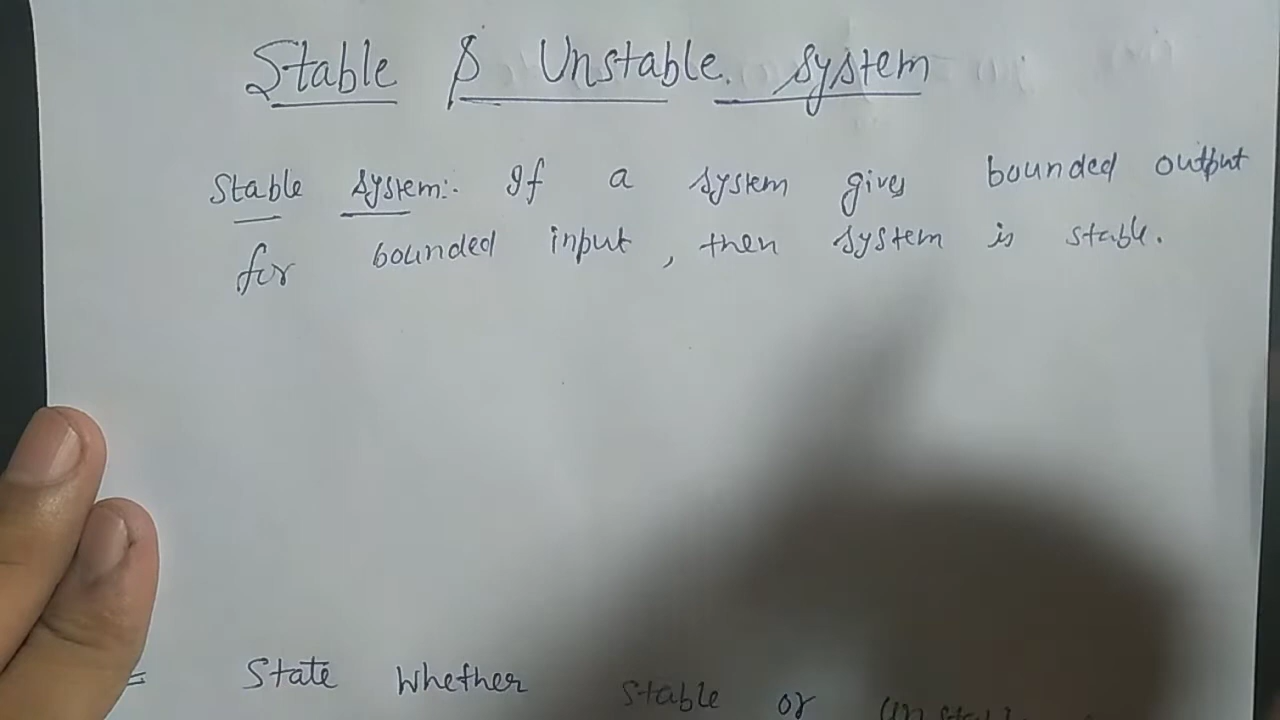 Stable & Unstable system
Stable system:- If a system gives bounded output
for bounded input, then system is stable.
= State whether stable or